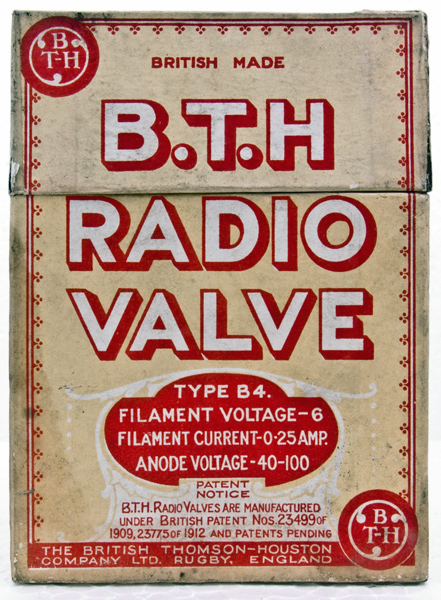 B
T-H
BRITISH MADE
B.T.H
RADIO
VALVE
TYPE B4.
FILAMENT VOLTAGE-6
FILAMENT CURRENT-0·25 AMP.
ANODE VOLTAGE-40-100
PATENT
NOTICE
B.T.H. RADIO VALVES ARE MANUFACTURED
UNDER BRITISH PATENT NOS. 23499 OF
1909, 23775 OF 1912 AND PATENTS PENDING
B
T-H
THE BRITISH THOMSON-HOUSTON
COMPANY LTD. RUGBY, ENGLAND